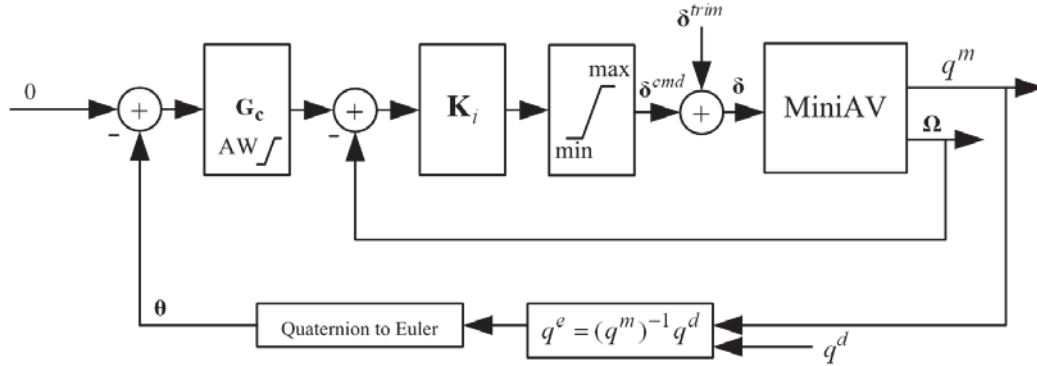 δ^{trim}
0
+
-
G_c
AW
+
-
K_i
max
min
δ^{cmd}
+
δ
MiniAV
q^m
Ω
θ
Quaternion to Euler
q^e = (q^m)^{-1} q^d
q^d